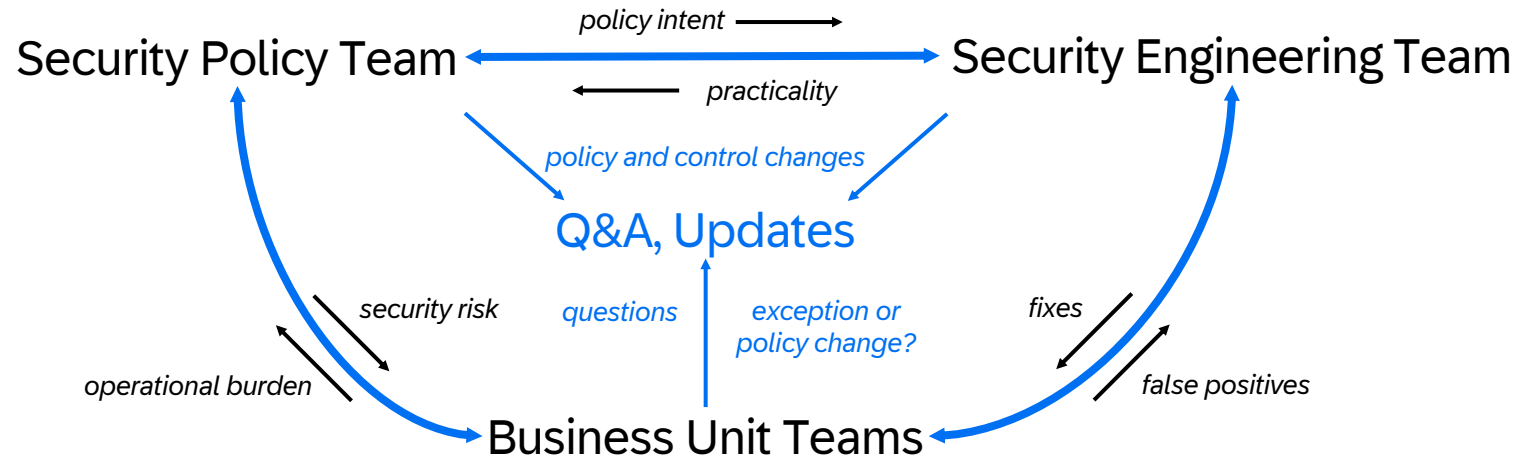 policy intent
Security Policy Team
Security Engineering Team
practicality
policy and control changes
Q&A, Updates
security risk
questions
exception or
policy change?
fixes
operational burden
false positives
Business Unit Teams